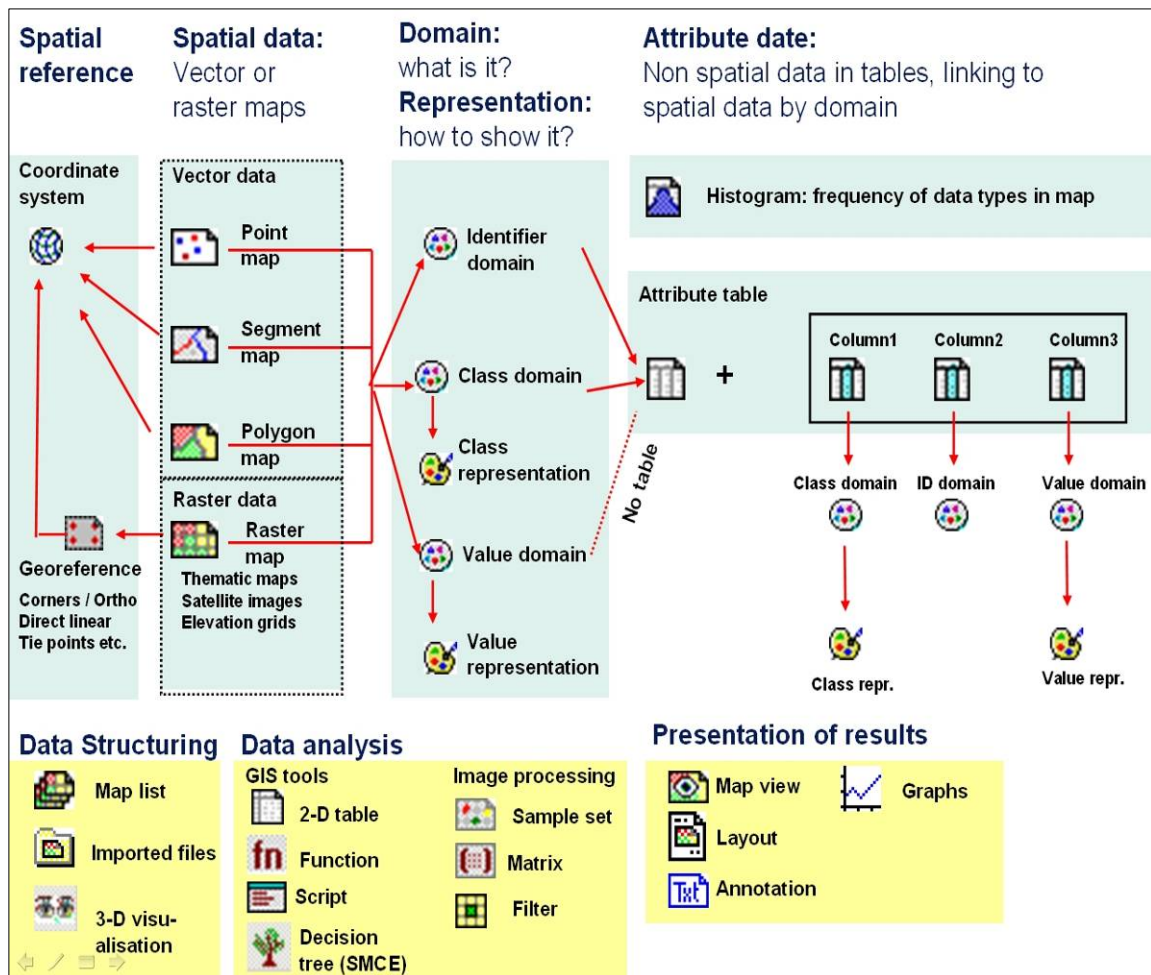 Spatial
reference
Spatial data:
Vector or
raster maps
Domain:
what is it?
Representation:
how to show it?
Attribute date:
Non spatial data in tables, linking to
spatial data by domain
Coordinate
system
Georeference
Corners / Ortho
Direct linear
Tie points etc.
Vector data
Point
map
Segment
map
Polygon
map
Raster data
Raster
map
Thematic maps
Satellite images
Elevation grids
Identifier
domain
Class domain
Class
representation
Value domain
Value
representation
No table
Histogram: frequency of data types in map
Attribute table
+
Column1
Column2
Column3
Class domain
ID domain
Value domain
Class repr.
Value repr.
Data Structuring
Map list
Imported files
3-D visu-
alisation
Data analysis
GIS tools
2-D table
fn
Function
Script
Decision
tree (SMCE)
Image processing
Sample set
Matrix
Filter
Presentation of results
Map view
Graphs
Layout
Txt
Annotation